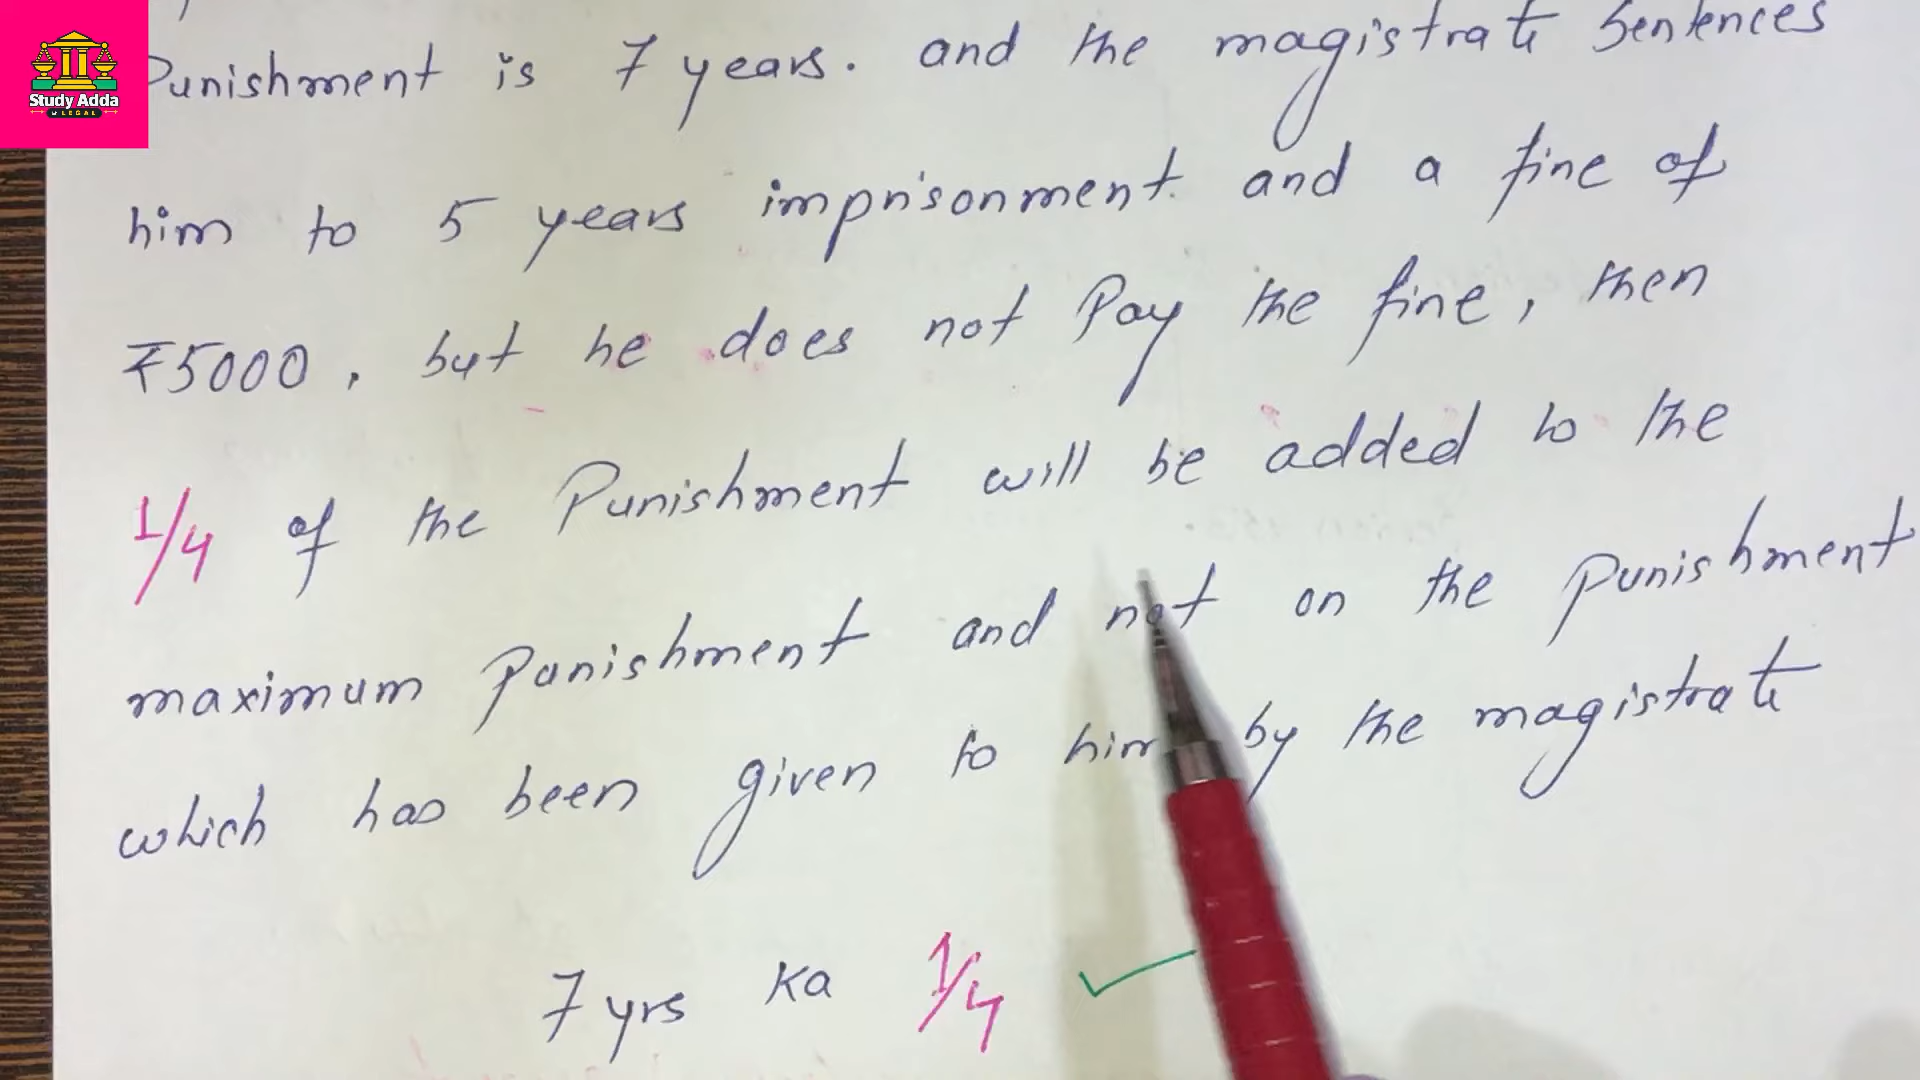 Study Adda
LEGAL
Punishment is 7 years. and the magistrate sentences
him to 5 years imprisonment and a fine of
₹5000, but he does not Pay the fine, then
1/4 of the Punishment will be added to the
maximum Punishment and not on the Punishment
which has been given to him by the magistrate
7 yrs ka 1/4